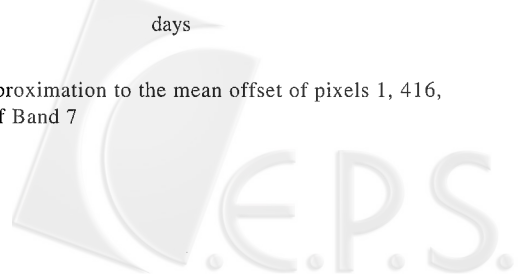 days
proximation to the mean offset of pixels 1, 416,
f Band 7
C.E.P.S.